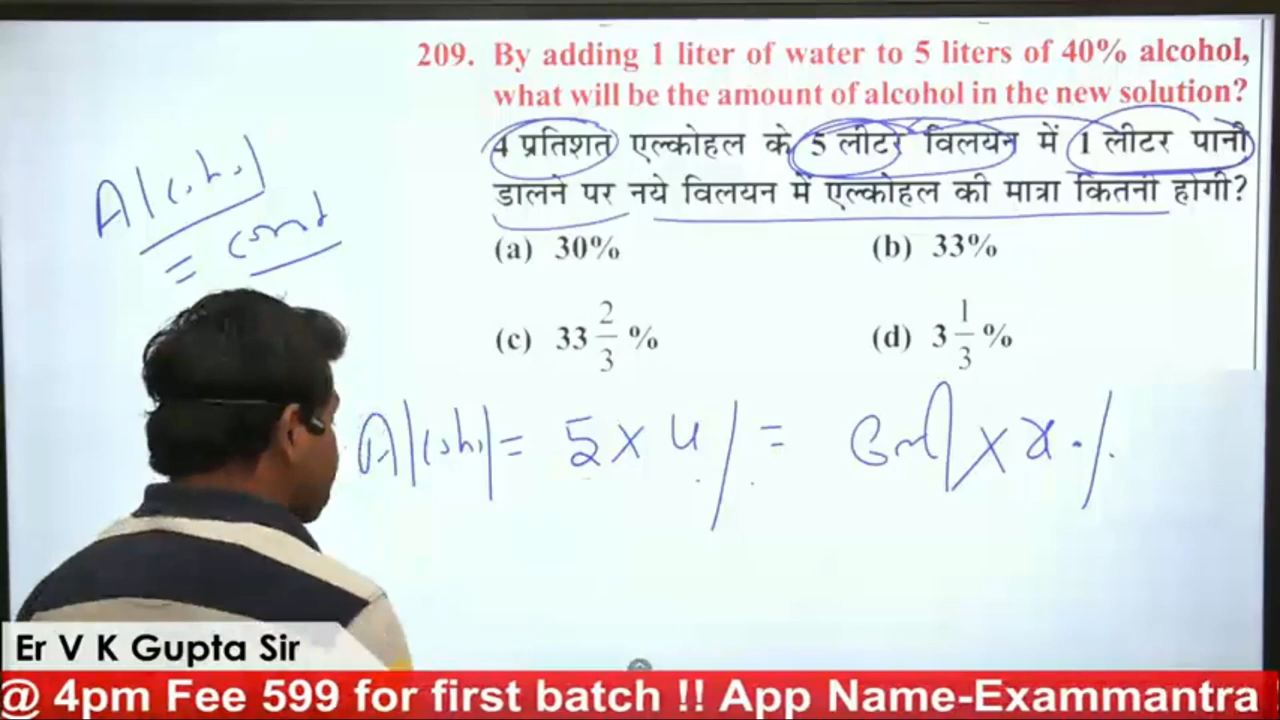 209. By adding 1 liter of water to 5 liters of 40% alcohol,
what will be the amount of alcohol in the new solution?
4 प्रतिशत एल्कोहल के 5 लीटर विलयन में 1 लीटर पानी
डालने पर नये विलयन में एल्कोहल की मात्रा कितनी होगी?
(a) 30% (b) 33%
(c) 33 2/3 % (d) 3 1/3 %
Alcohol
= const
Alcohol = 5 × 4 % = 6 × x %
Er V K Gupta Sir
@ 4pm Fee 599 for first batch !! App Name-Exammantra